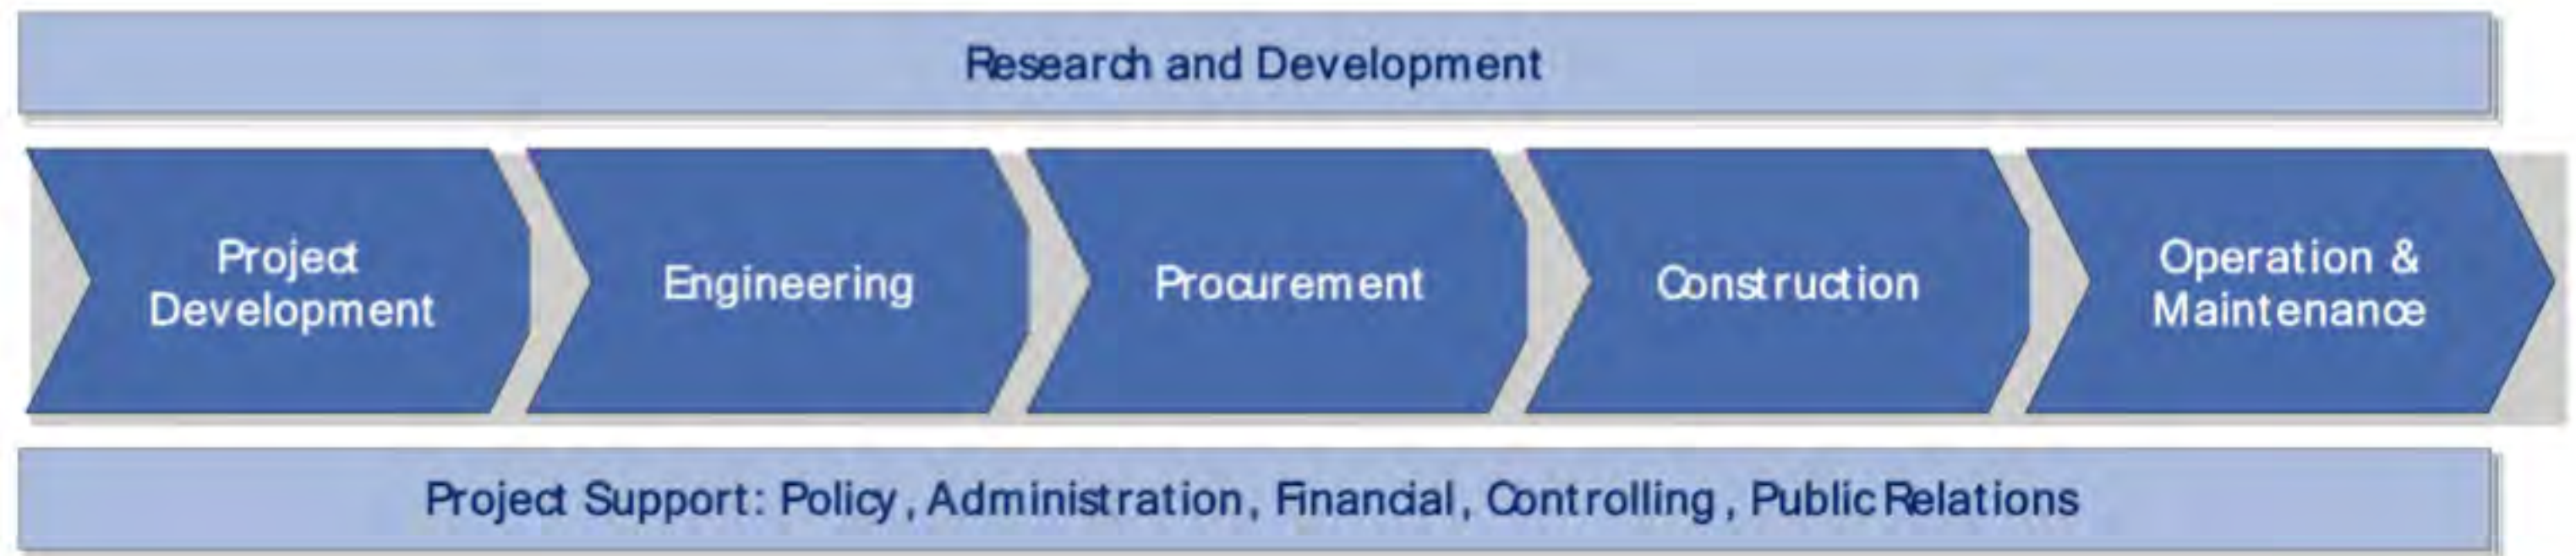 Research and Development
Project
Development
Engineering
Procurement
Construction
Operation &
Maintenance
Project Support: Policy, Administration, Financial, Controlling, Public Relations